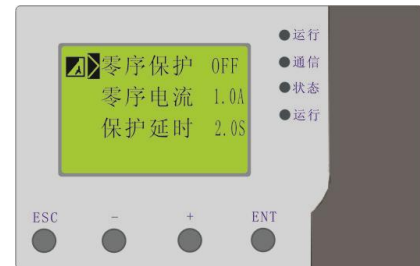 零序保护 OFF
零序电流 1.0A
保护延时 2.0S
运行
通信
状态
运行
ESC - + ENT